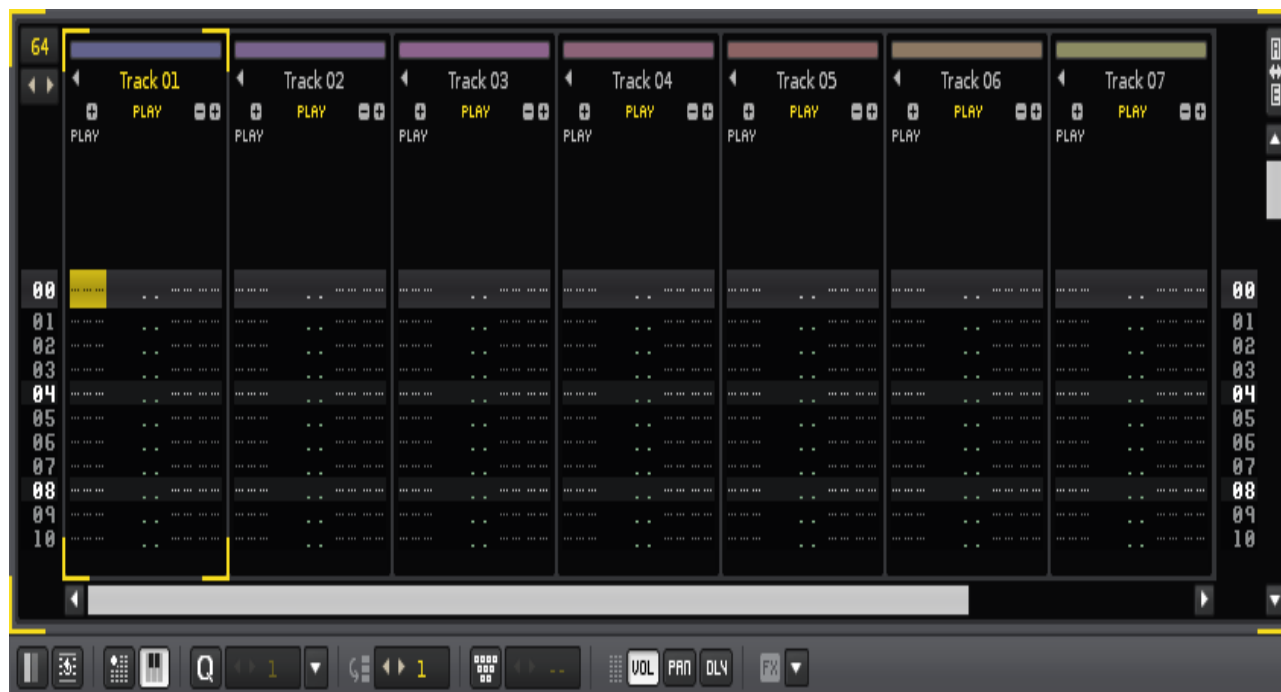 64
Track 01 Track 02 Track 03 Track 04 Track 05 Track 06 Track 07
PLAY PLAY PLAY PLAY PLAY PLAY PLAY
PLAY PLAY PLAY PLAY PLAY PLAY PLAY
A
E
00 00
01 01
02 02
03 03
04 04
05 05
06 06
07 07
08 08
09 09
10 10
Q 1 1 -- VOL PAN DLY FX